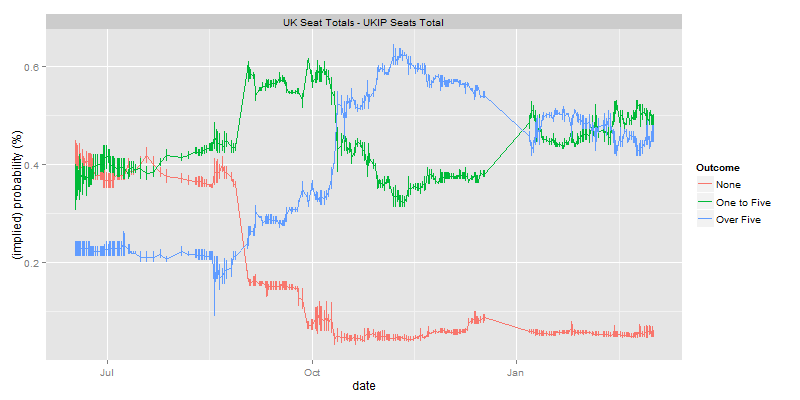 UK Seat Totals - UKIP Seats Total
(implied) probability (%)
0.6
0.4
0.2
Jul
Oct
Jan
date
Outcome
None
One to Five
Over Five